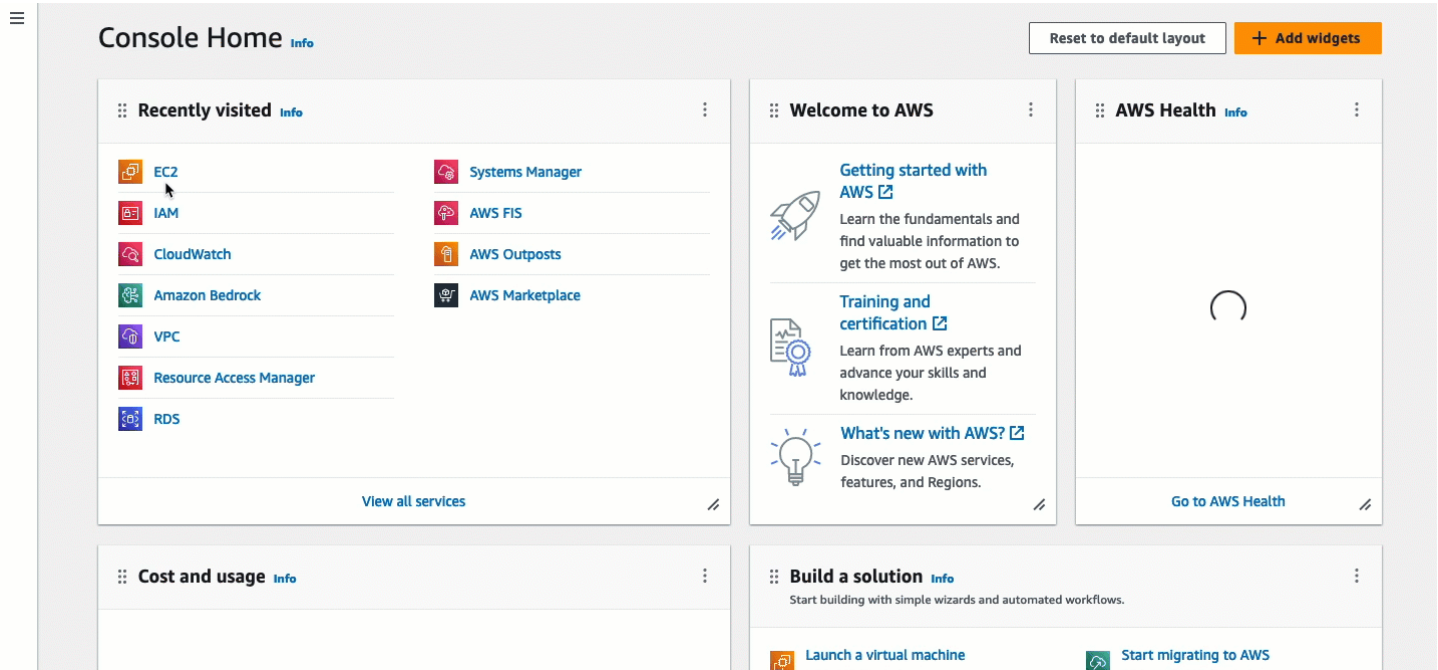 Console Home Info
Reset to default layout
Add widgets
Recently visited Info
EC2
IAM
CloudWatch
Amazon Bedrock
VPC
Resource Access Manager
RDS
Systems Manager
AWS FIS
AWS Outposts
AWS Marketplace
View all services
Welcome to AWS
Getting started with
AWS
Learn the fundamentals and
find valuable information to
get the most out of AWS.
Training and
certification
Learn from AWS experts and
advance your skills and
knowledge.
What's new with AWS?
Discover new AWS services,
features, and Regions.
AWS Health Info
Go to AWS Health
Cost and usage Info
Build a solution Info
Start building with simple wizards and automated workflows.
Launch a virtual machine
Start migrating to AWS